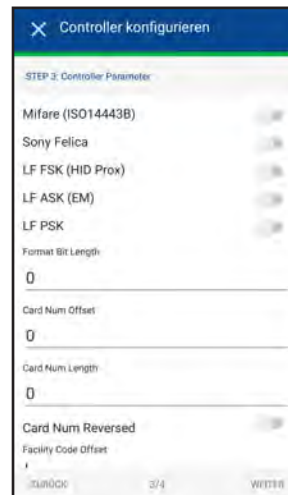 Controller konfigurieren
STEP 3: Controller Parameter
Mifare (ISO14443B)
Sony Felica
LF FSK (HID Prox)
LF ASK (EM)
LF PSK
Format Bit Length
0
Card Num Offset
0
Card Num Length
0
Card Num Reversed
Facility Code Offset
ZURÜCK 3/4 WEITER